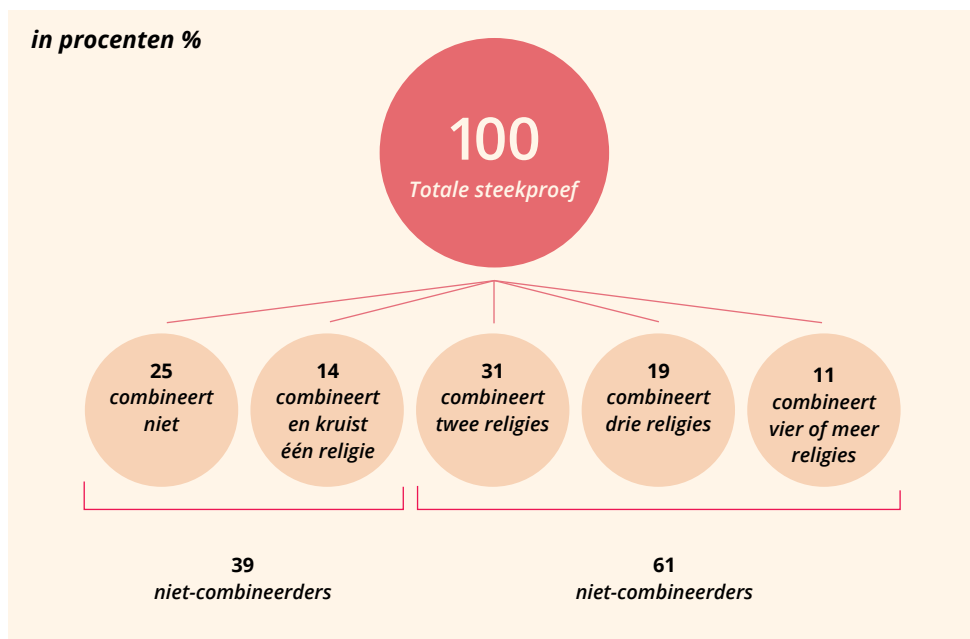 in procenten %
100
Totale steekproef
25
combineert
niet
14
combineert
en kruist
één religie
31
combineert
twee religies
19
combineert
drie religies
11
combineert
vier of meer
religies
39
niet-combineerders
61
niet-combineerders